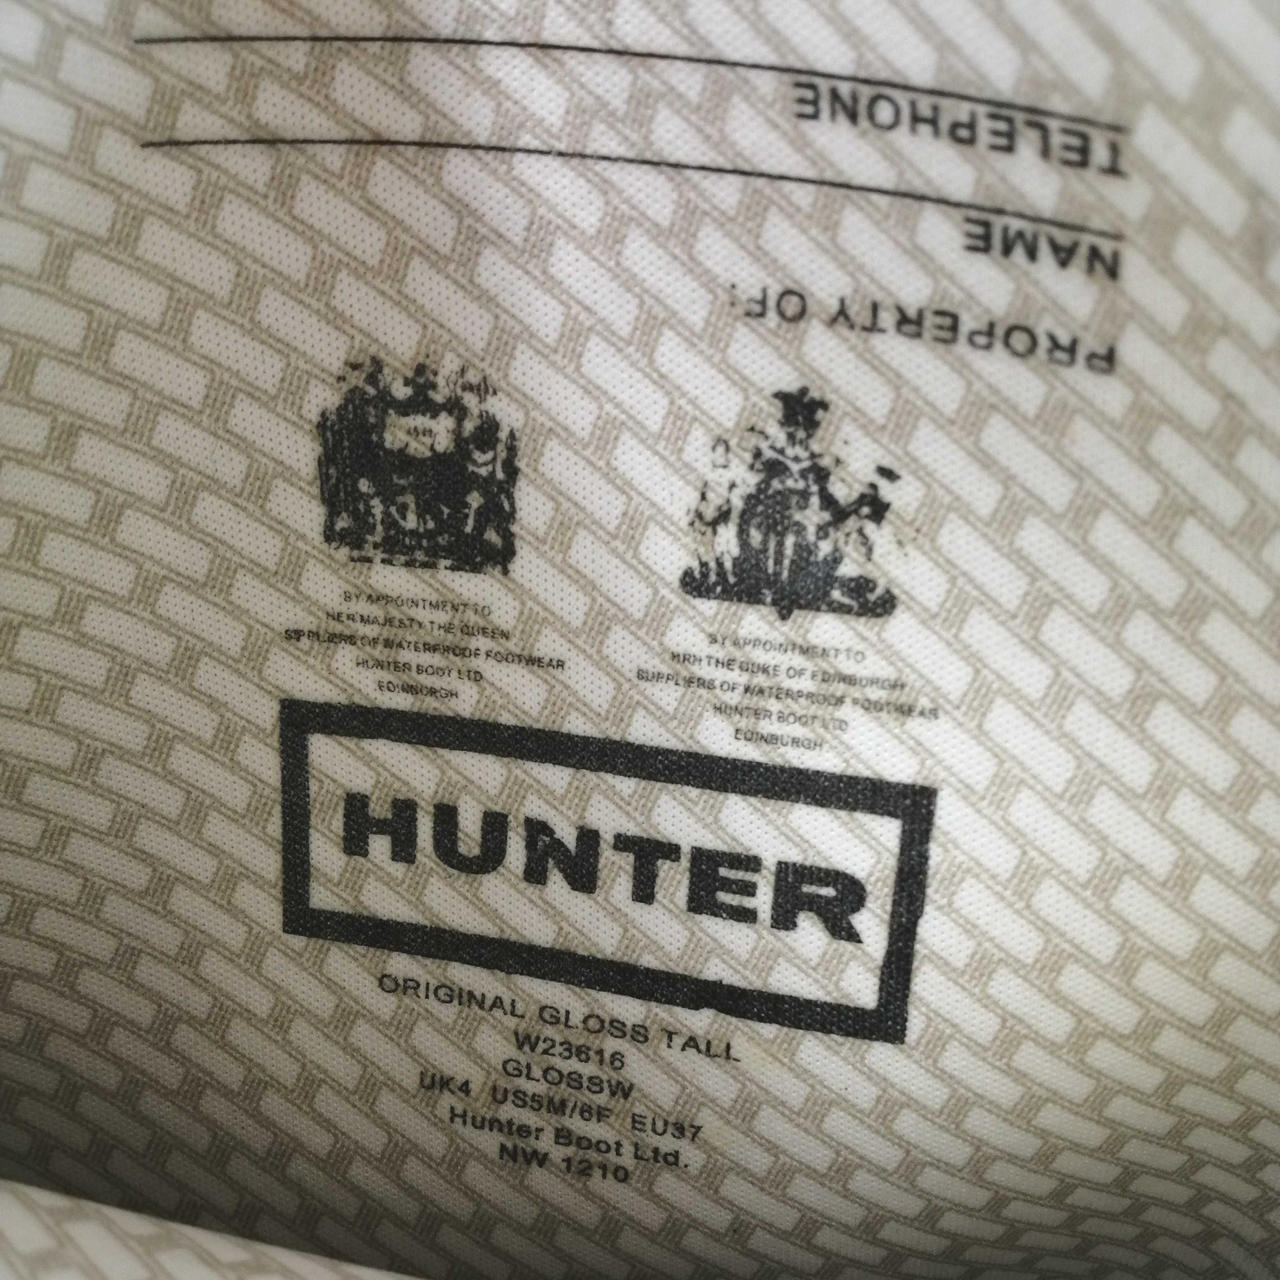 TELEPHONE
NAME
PROPERTY OF:
BY APPOINTMENT TO
HER MAJESTY THE QUEEN
SUPPLIERS OF WATERPROOF FOOTWEAR
HUNTER BOOT LTD
EDINBURGH
BY APPOINTMENT TO
HRH THE DUKE OF EDINBURGH
SUPPLIERS OF WATERPROOF FOOTWEAR
HUNTER BOOT LTD
EDINBURGH
HUNTER
ORIGINAL GLOSS TALL
W23616
GLOSSW
UK4 US5M/6F EU37
Hunter Boot Ltd.
NW 1210